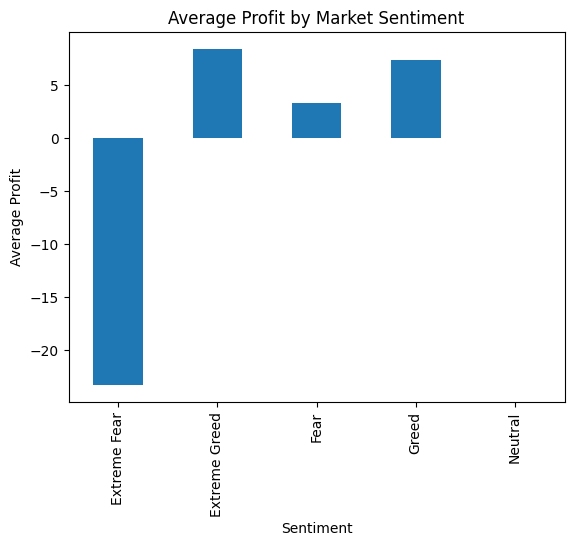 Average Profit by Market Sentiment
Average Profit
5
0
−5
−10
−15
−20
Extreme Fear
Extreme Greed
Fear
Greed
Neutral
Sentiment